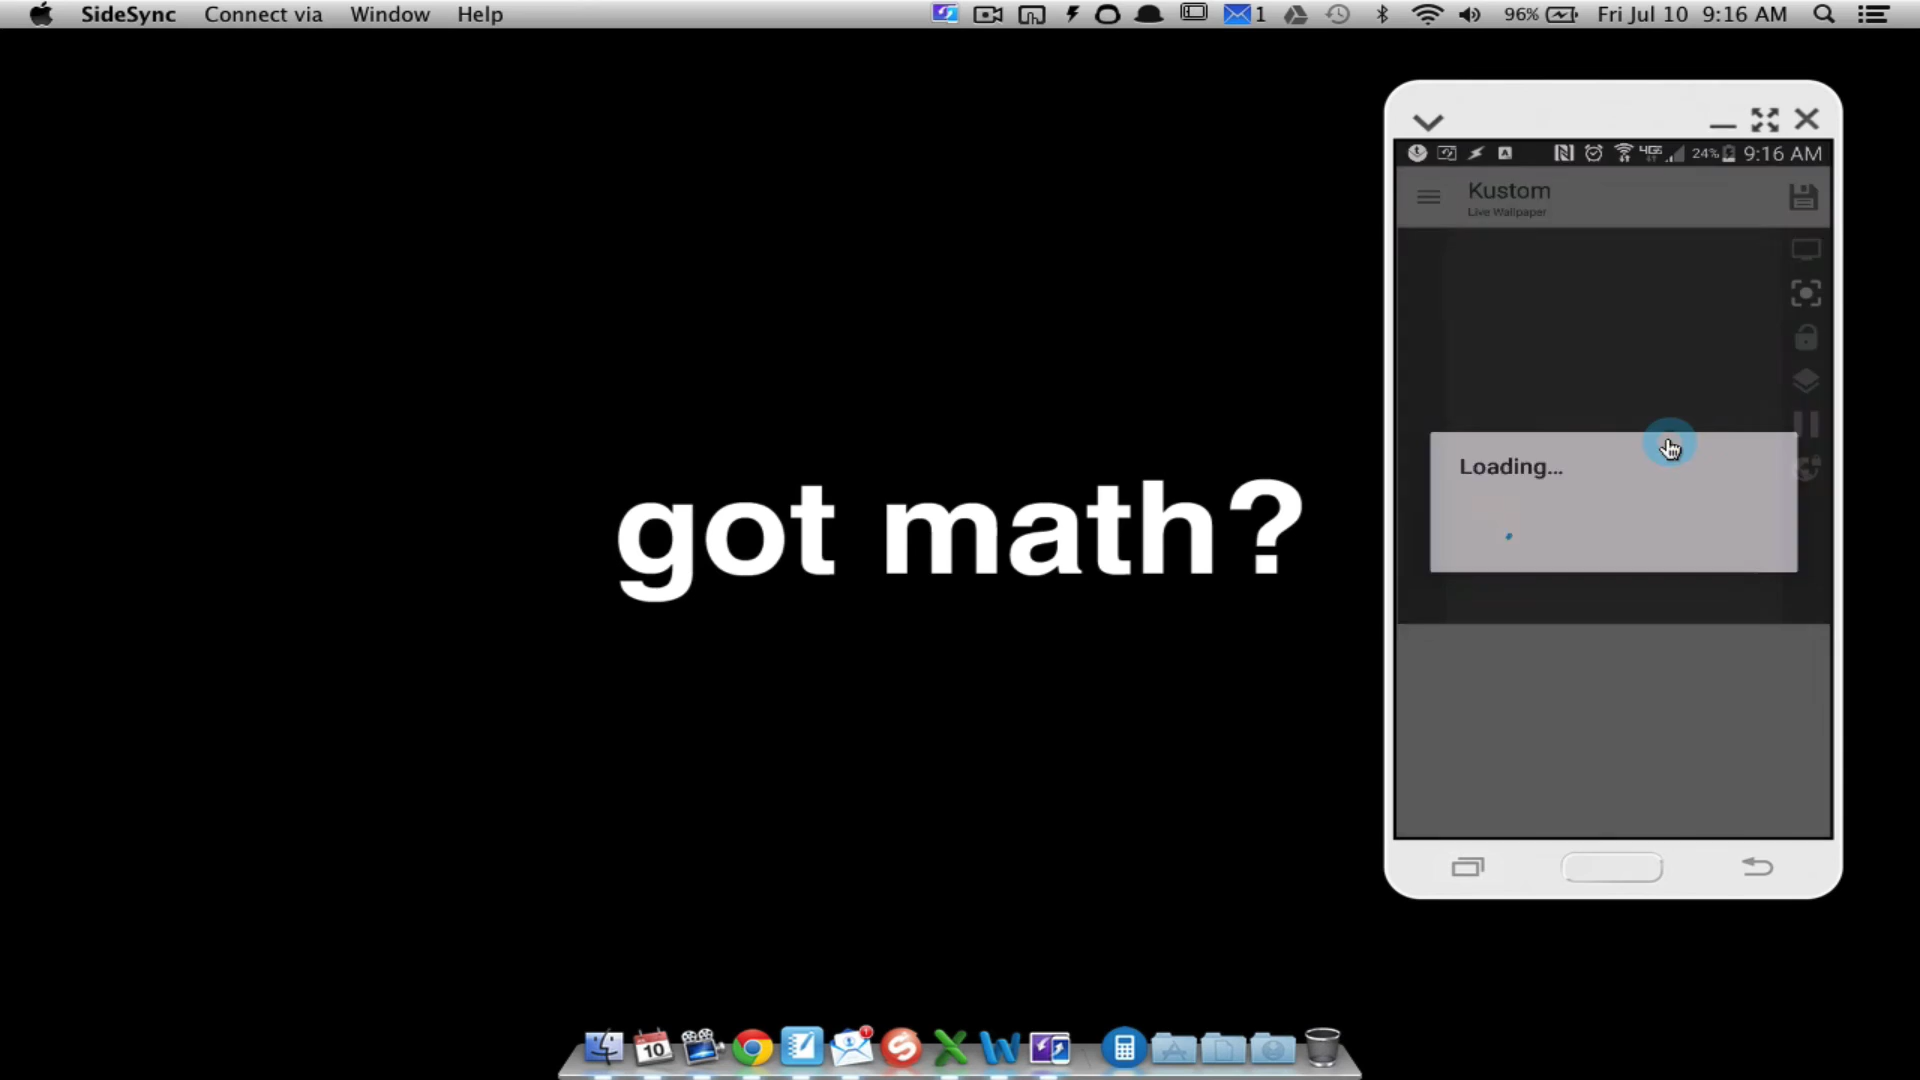 SideSync Connect via Window Help
1 96% Fri Jul 10 9:16 AM
24% 9:16 AM
Kustom
Live Wallpaper
Loading...
got math?
10